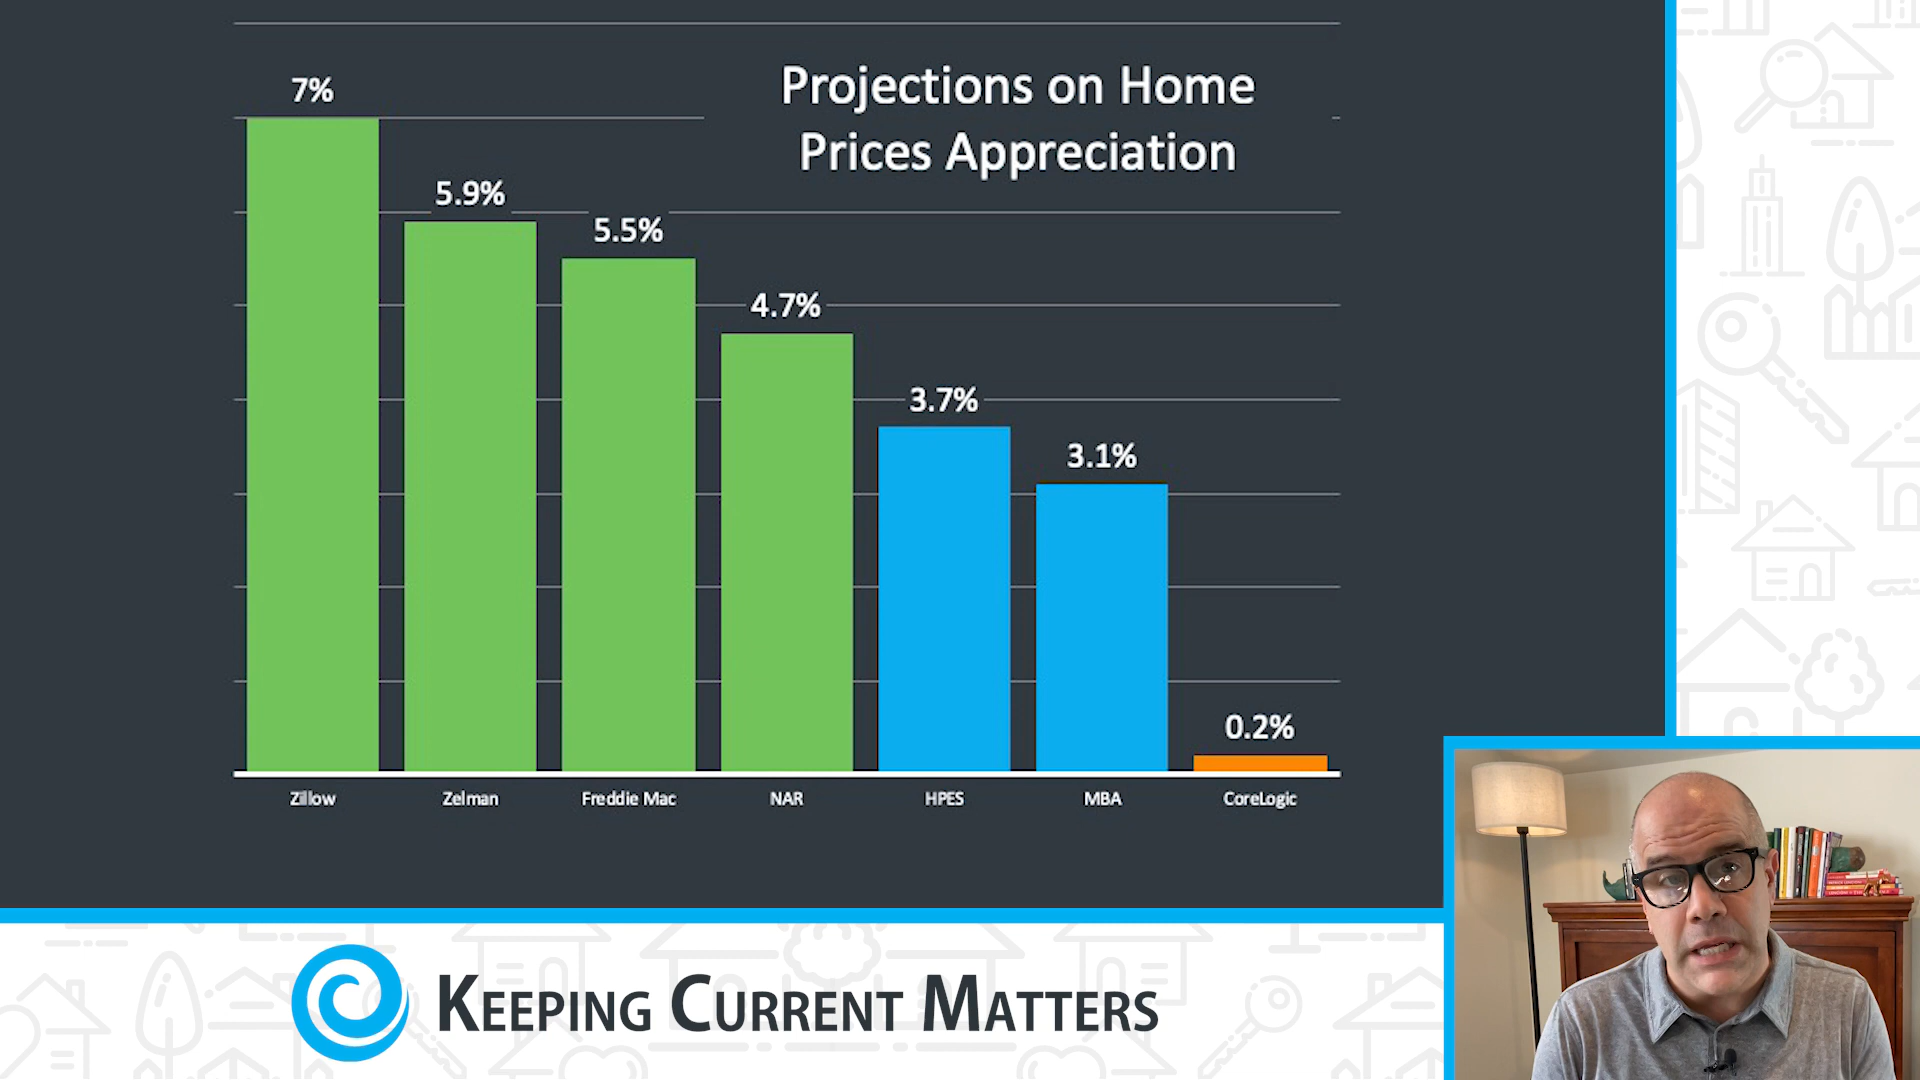 Projections on Home
Prices Appreciation
7%
5.9%
5.5%
4.7%
3.7%
3.1%
0.2%
Zillow
Zelman
Freddie Mac
NAR
HPES
MBA
CoreLogic
KEEPING CURRENT MATTERS